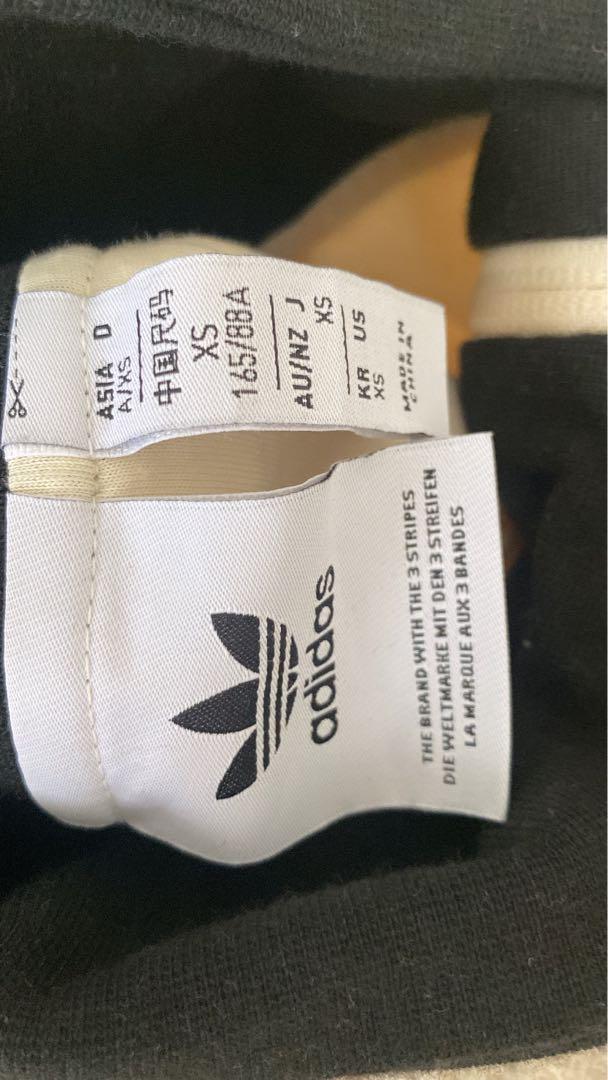 ASIA D
A/XS
中国尺码
XS
165/88A
AU/NZ J
XS
KR US
XS
MADE IN
CHINA
adidas
THE BRAND WITH THE 3 STRIPES
DIE WELTMARKE MIT DEN 3 STREIFEN
LA MARQUE AUX 3 BANDES